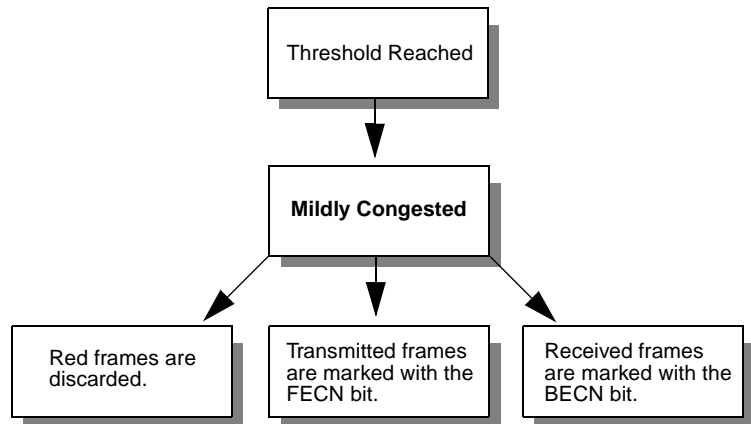 Threshold Reached
Mildly Congested
Red frames are
discarded.
Transmitted frames
are marked with the
FECN bit.
Received frames
are marked with the
BECN bit.